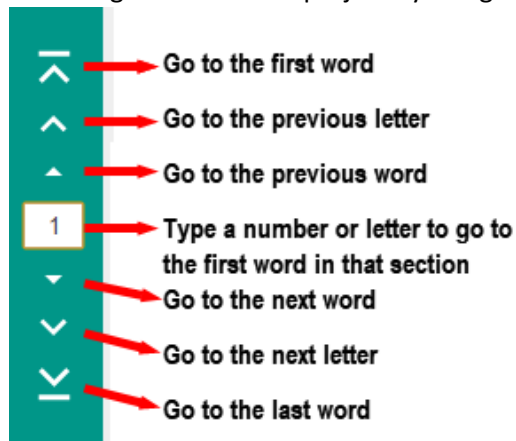 Go to the first word
Go to the previous letter
Go to the previous word
1
Type a number or letter to go to
the first word in that section
Go to the next word
Go to the next letter
Go to the last word